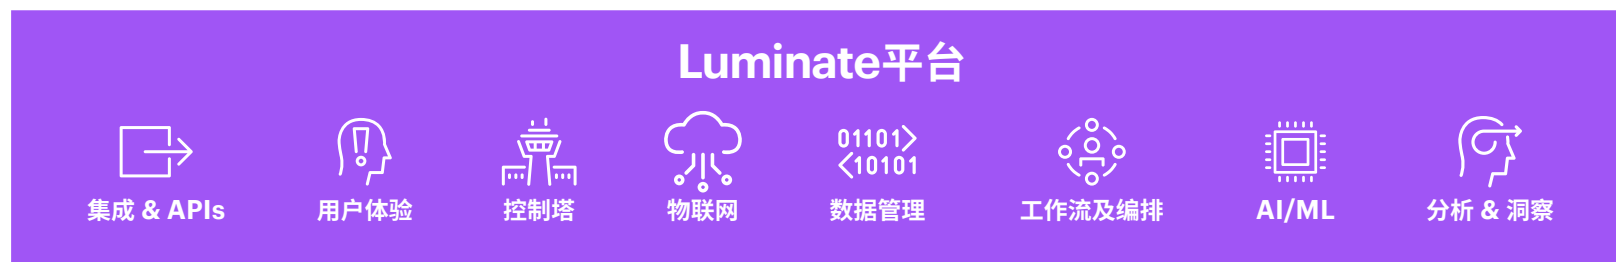 Luminate平台
01101
10101
集成 & APIs
用户体验
控制塔
物联网
数据管理
工作流及编排
AI/ML
分析 & 洞察